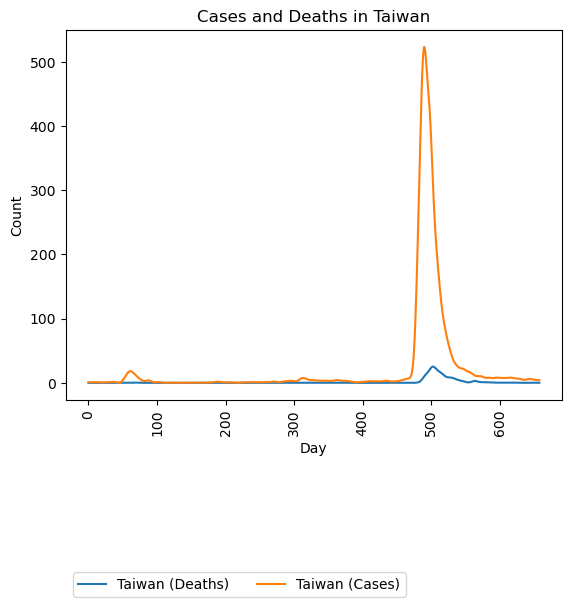 Cases and Deaths in Taiwan
500
400
300
200
100
0
Count
0 100 200 300 400 500 600
Day
Taiwan (Deaths) Taiwan (Cases)